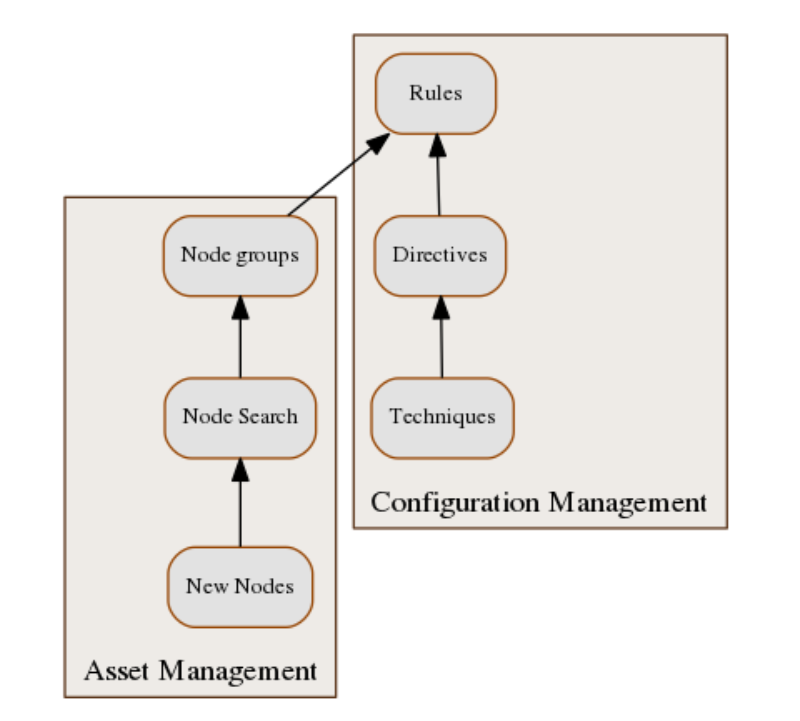 Rules
Node groups
Directives
Node Search
Techniques
Configuration Management
New Nodes
Asset Management